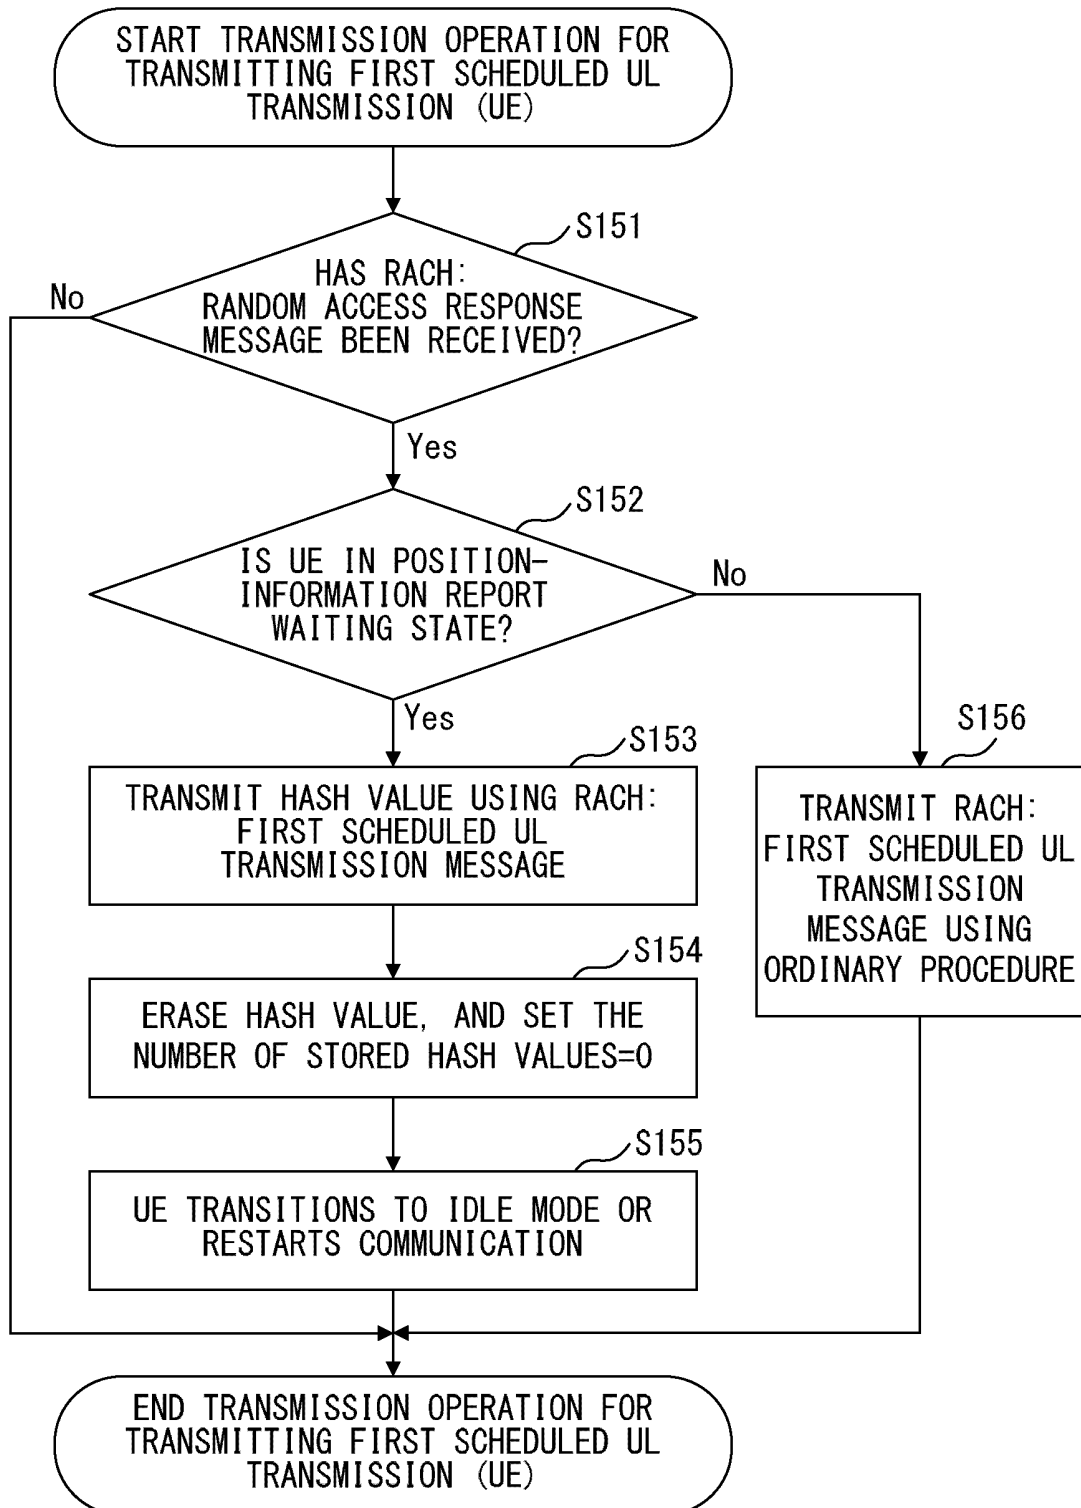 START TRANSMISSION OPERATION FOR
TRANSMITTING FIRST SCHEDULED UL
TRANSMISSION (UE)
S151
HAS RACH:
RANDOM ACCESS RESPONSE
MESSAGE BEEN RECEIVED?
No
Yes
S152
IS UE IN POSITION-
INFORMATION REPORT
WAITING STATE?
No
Yes
S153
TRANSMIT HASH VALUE USING RACH:
FIRST SCHEDULED UL
TRANSMISSION MESSAGE
S156
TRANSMIT RACH:
FIRST SCHEDULED UL
TRANSMISSION
MESSAGE USING
ORDINARY PROCEDURE
S154
ERASE HASH VALUE, AND SET THE
NUMBER OF STORED HASH VALUES=0
S155
UE TRANSITIONS TO IDLE MODE OR
RESTARTS COMMUNICATION
END TRANSMISSION OPERATION FOR
TRANSMITTING FIRST SCHEDULED UL
TRANSMISSION (UE)